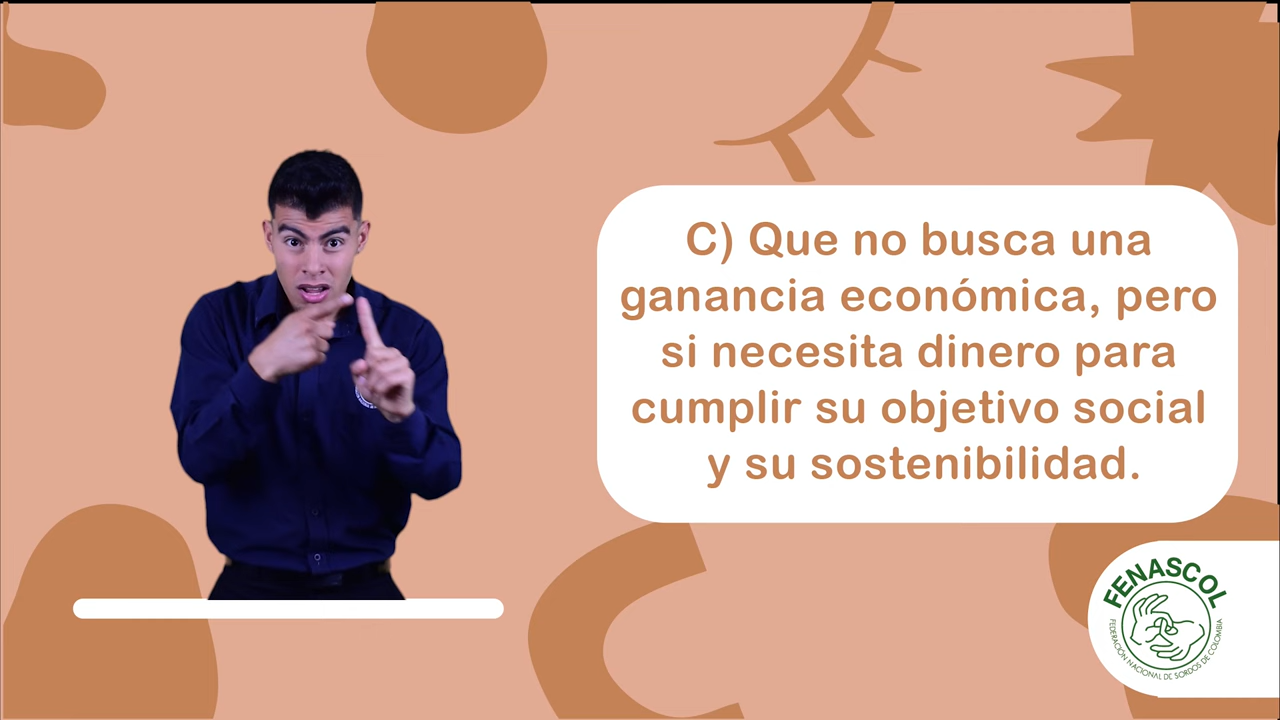 C) Que no busca una
ganancia económica, pero
si necesita dinero para
cumplir su objetivo social
y su sostenibilidad.
FENASCOL
FEDERACIÓN NACIONAL DE SORDOS DE COLOMBIA